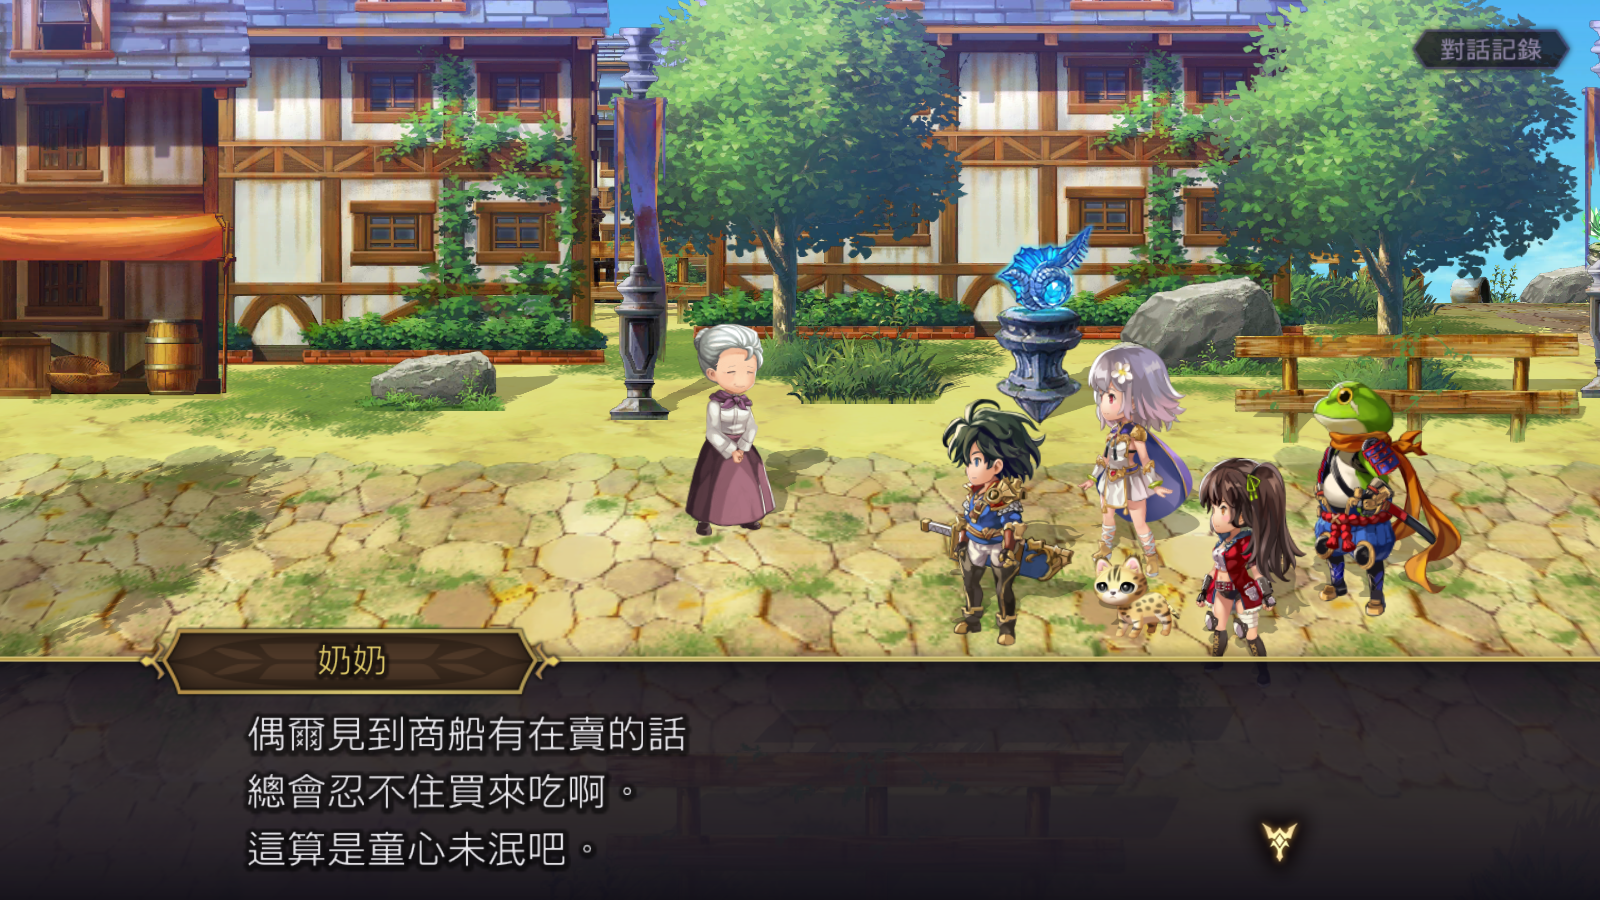 對話記錄
奶奶
偶爾見到商船有在賣的話
總會忍不住買來吃啊。
這算是童心未泯吧。